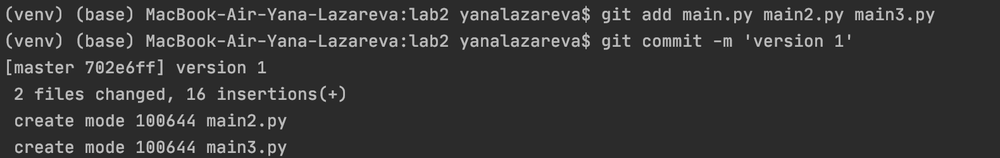 (venv) (base) MacBook-Air-Yana-Lazareva:lab2 yanalazareva$ git add main.py main2.py main3.py
(venv) (base) MacBook-Air-Yana-Lazareva:lab2 yanalazareva$ git commit -m 'version 1'
[master 702e6ff] version 1
 2 files changed, 16 insertions(+)
 create mode 100644 main2.py
 create mode 100644 main3.py